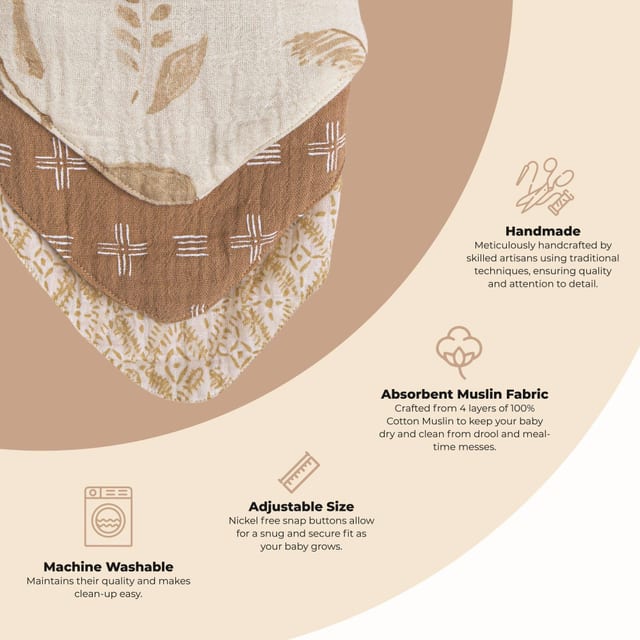 Handmade
Meticulously handcrafted by
skilled artisans using traditional
techniques, ensuring quality
and attention to detail.
Absorbent Muslin Fabric
Crafted from 4 layers of 100%
Cotton Muslin to keep your baby
dry and clean from drool and meal-
time messes.
Adjustable Size
Nickel free snap buttons allow
for a snug and secure fit as
your baby grows.
Machine Washable
Maintains their quality and makes
clean-up easy.